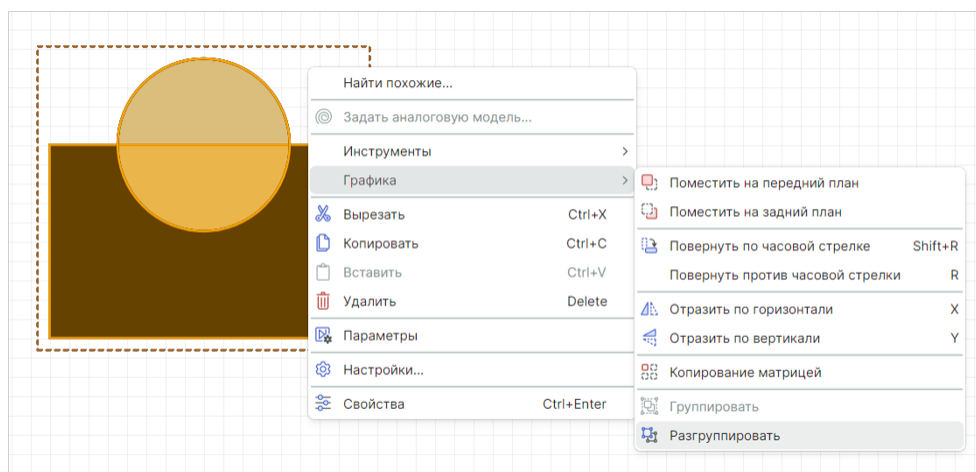 Найти похожие...
Задать аналоговую модель...
Инструменты
Графика
Вырезать Ctrl+X
Копировать Ctrl+C
Вставить Ctrl+V
Удалить Delete
Параметры
Настройки...
Свойства Ctrl+Enter
Поместить на передний план
Поместить на задний план
Повернуть по часовой стрелке Shift+R
Повернуть против часовой стрелки R
Отразить по горизонтали X
Отразить по вертикали Y
Копирование матрицей
Группировать
Разгруппировать